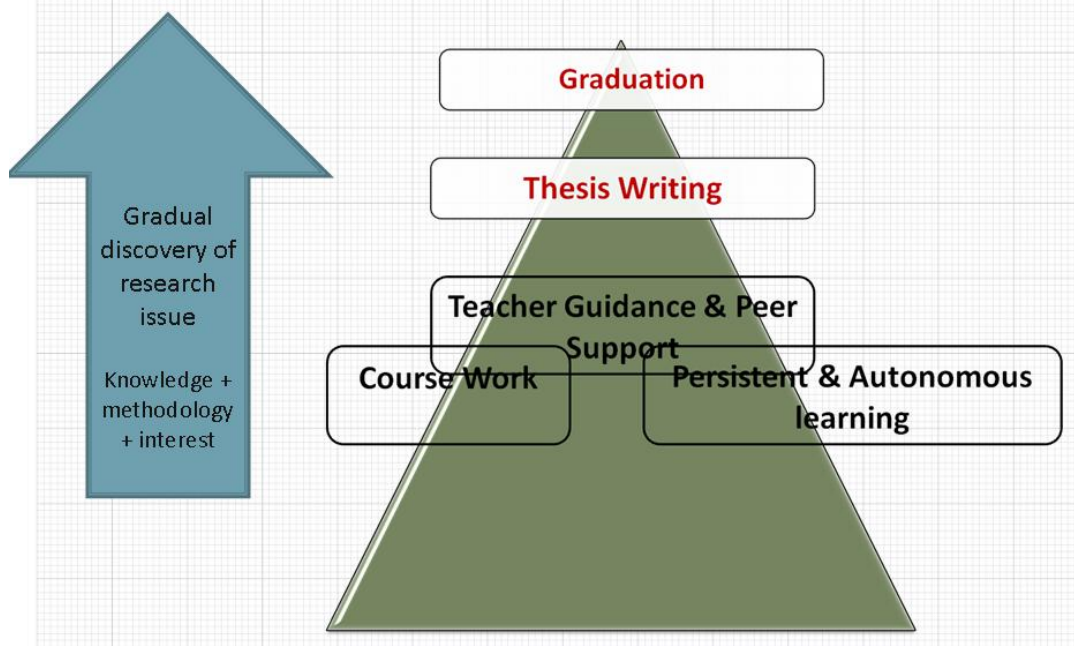 Graduation
Thesis Writing
Teacher Guidance & Peer
Support
Course Work
Persistent & Autonomous
learning
Gradual
discovery of
research
issue
Knowledge +
methodology
+ interest